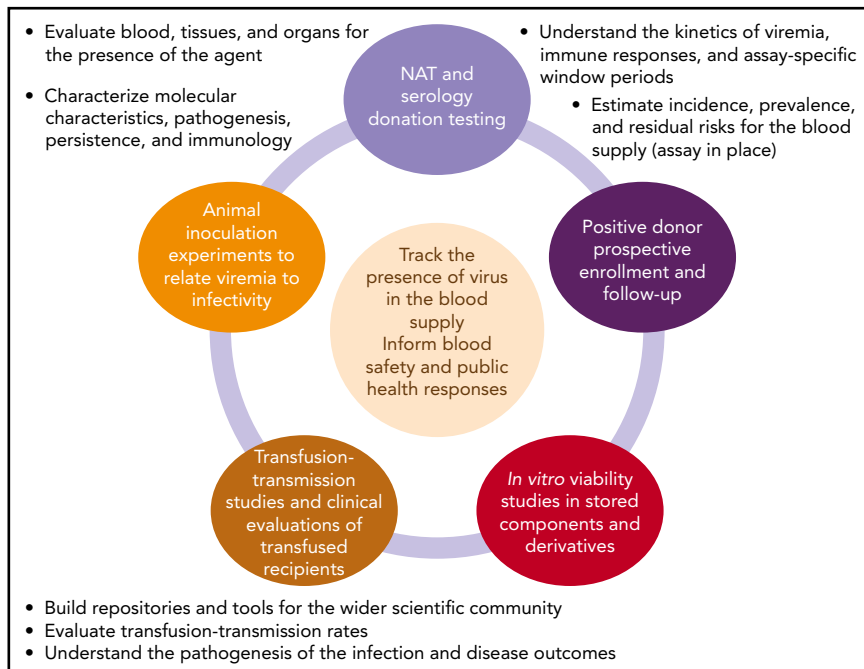 • Evaluate blood, tissues, and organs for
the presence of the agent
• Characterize molecular
characteristics, pathogenesis,
persistence, and immunology
• Understand the kinetics of viremia,
immune responses, and assay-specific
window periods
• Estimate incidence, prevalence,
and residual risks for the blood
supply (assay in place)
NAT and
serology
donation testing
Animal
inoculation
experiments to
relate viremia to
infectivity
Positive donor
prospective
enrollment and
follow-up
Track the
presence of virus
in the blood
supply
Inform blood
safety and public
health responses
Transfusion-
transmission
studies and clinical
evaluations of
transfused
recipients
In vitro viability
studies in stored
components and
derivatives
• Build repositories and tools for the wider scientific community
• Evaluate transfusion-transmission rates
• Understand the pathogenesis of the infection and disease outcomes